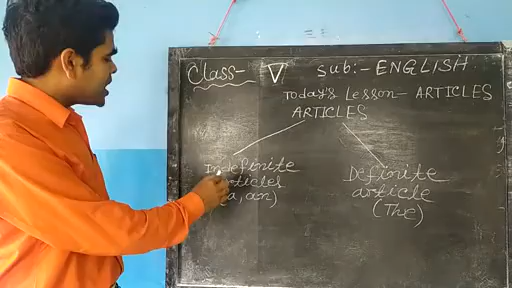 Class- V
Sub:- ENGLISH
Today's Lesson- ARTICLES
ARTICLES
Indefinite
articles
(a, an)
Definite
article
(The)